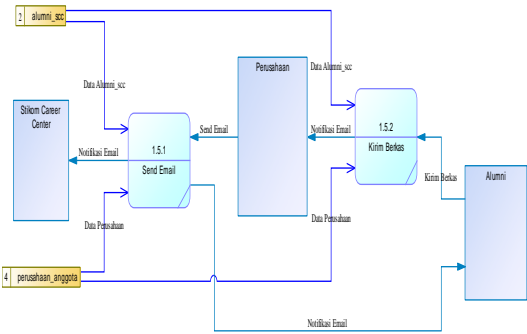 2 alumni_scc
Data Alumni_scc
Perusahaan
Data Alumni_scc
Stikom Career
Center
1.5.1
Send Email
Send Email
Notifikasi Email
1.5.2
Kirim Berkas
Notifikasi Email
Kirim Berkas
Alumni
Notifikasi Email
Data Perusahaan
Data Perusahaan
4 perusahaan_anggota